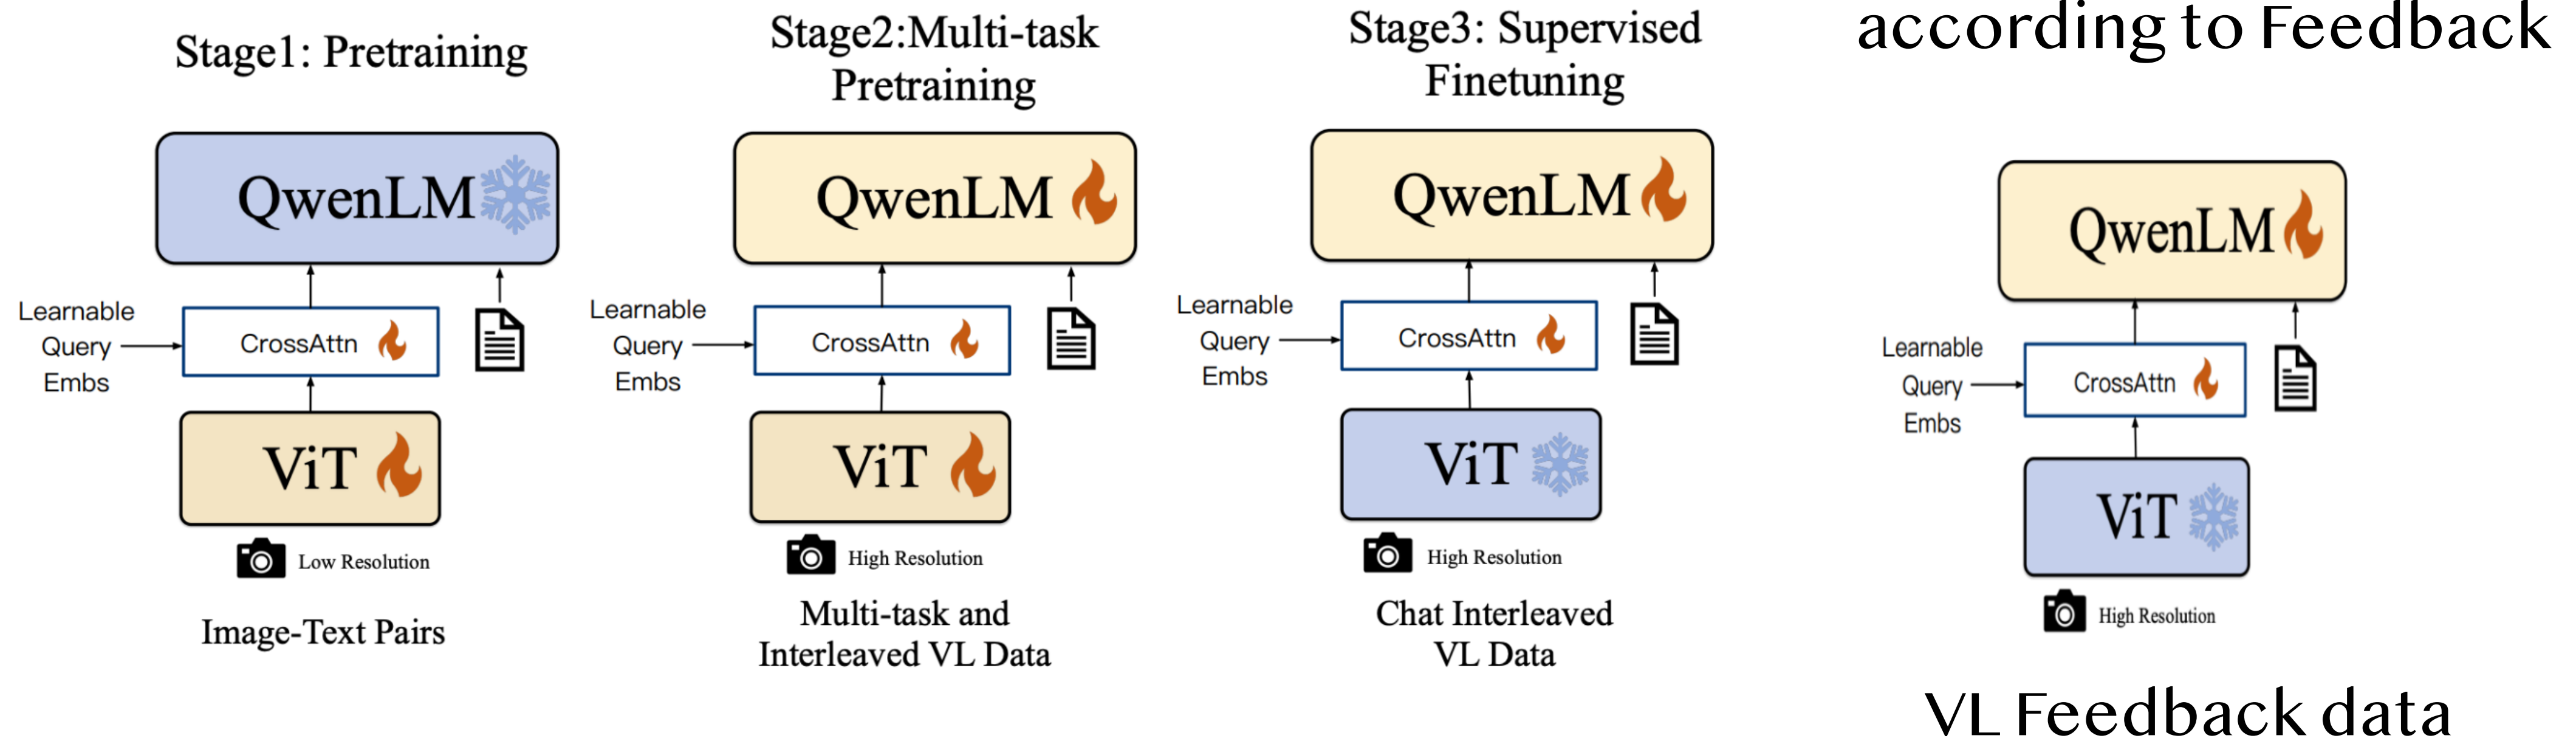 Stage1: Pretraining
QwenLM
Learnable
Query
Embs
CrossAttn
ViT
Low Resolution
Image-Text Pairs
Stage2:Multi-task
Pretraining
QwenLM
Learnable
Query
Embs
CrossAttn
ViT
High Resolution
Multi-task and
Interleaved VL Data
Stage3: Supervised
Finetuning
QwenLM
Learnable
Query
Embs
CrossAttn
ViT
High Resolution
Chat Interleaved
VL Data
according to Feedback
QwenLM
Learnable
Query
Embs
CrossAttn
ViT
High Resolution
VL Feedback data